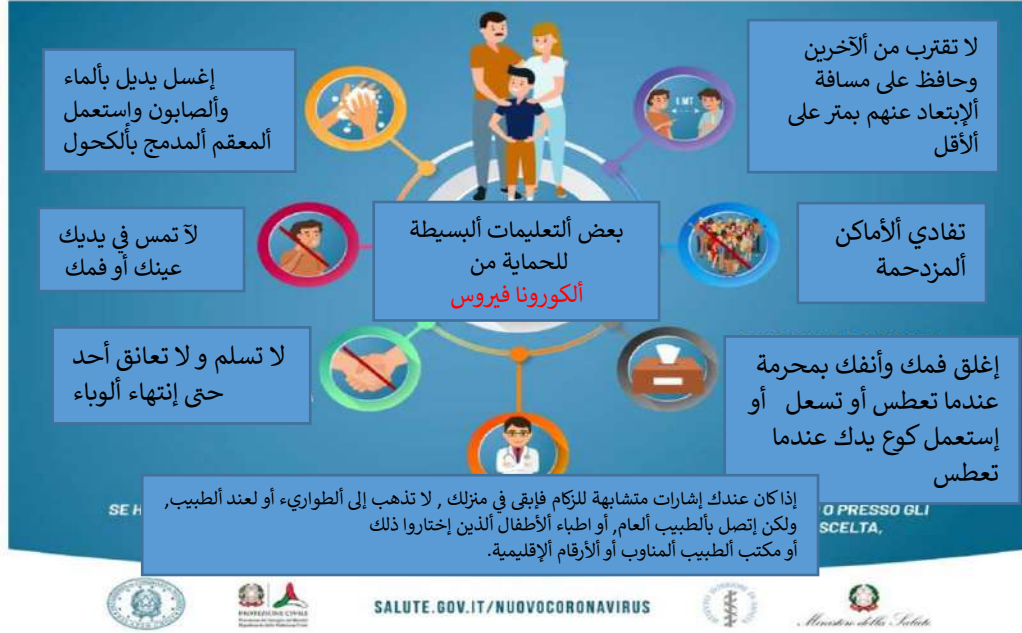 لا تقترب من ألآخرين
وحافظ على مسافة
ألإبتعاد عنهم بمتر على
ألأقل
إغسل يديل بألماء
وألصابون وإستعمل
ألمعقم ألمدمج بألكحول
1 MT
تفادي ألأماكن
ألمزدحمة
بعض ألتعليمات ألبسيطة
للحماية من
ألكورونا فيروس
لآ تمس في يديك
عينك أو فمك
إغلق فمك وأنفك بمحرمة
عندما تعطس أو تسعل أو
إستعمل كوع يدك عندما
تعطس
لا تسلم و لا تعانق أحد
حتى إنتهاء ألوباء
إذا كان عندك إشارات متشابهة للزكام فإبقى في منزلك , لا تذهب إلى ألطواريء أو لعند ألطبيب,
ولكن إتصل بألطبيب ألعام, أو اطباء ألأطفال ألذين إختاروا ذلك
أو مكتب ألطبيب ألمناوب أو ألأرقام ألإقليمية.
SE
O PRESSO GLI
SCELTA,
PROTEZIONE CIVILE
SALUTE.GOV.IT/NUOVOCORONAVIRUS
Ministero della Salute